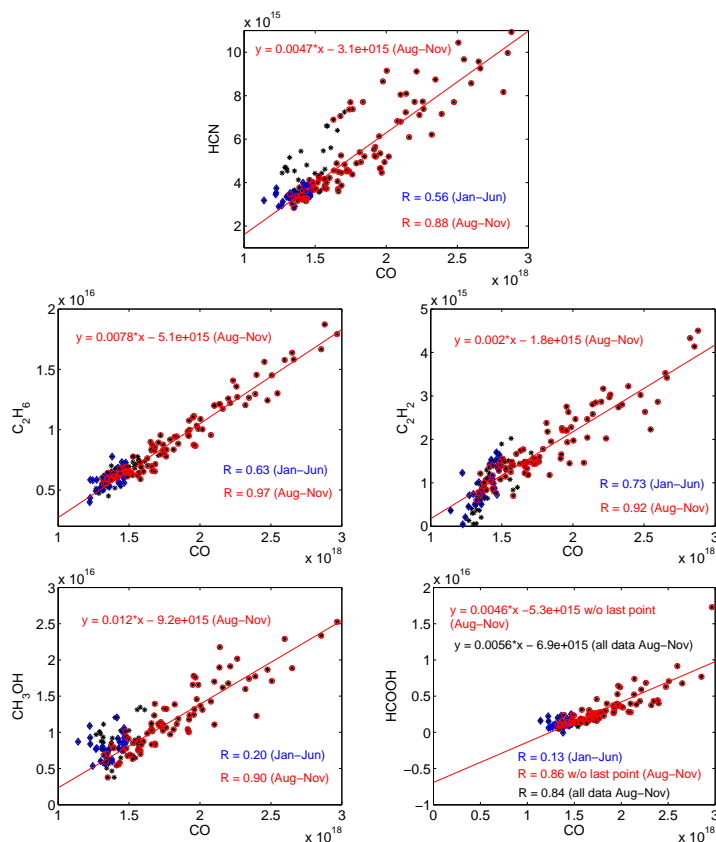 x 10^15
y = 0.0047*x − 3.1e+015 (Aug−Nov)
10
8
6
4
2
HCN
R = 0.56 (Jan−Jun)
R = 0.88 (Aug−Nov)
1 1.5 2 2.5 3
CO
x 10^18
x 10^16
y = 0.0078*x − 5.1e+015 (Aug−Nov)
2
1.5
1
0.5
C2H6
R = 0.63 (Jan−Jun)
R = 0.97 (Aug−Nov)
1 1.5 2 2.5 3
CO
x 10^18
x 10^15
y = 0.002*x − 1.8e+015 (Aug−Nov)
5
4
3
2
1
0
C2H2
R = 0.73 (Jan−Jun)
R = 0.92 (Aug−Nov)
1 1.5 2 2.5 3
CO
x 10^18
x 10^16
y = 0.012*x − 9.2e+015 (Aug−Nov)
3
2.5
2
1.5
1
0.5
0
CH3OH
R = 0.20 (Jan−Jun)
R = 0.90 (Aug−Nov)
1 1.5 2 2.5 3
CO
x 10^18
x 10^16
y = 0.0046*x −5.3e+015 w/o last point
(Aug−Nov)
y = 0.0056*x − 6.9e+015 (all data Aug−Nov)
2
1.5
1
0.5
0
−0.5
−1
HCOOH
R = 0.13 (Jan−Jun)
R = 0.86 w/o last point (Aug−Nov)
R = 0.84 (all data Aug−Nov)
0 0.5 1 1.5 2 2.5 3
CO
x 10^18